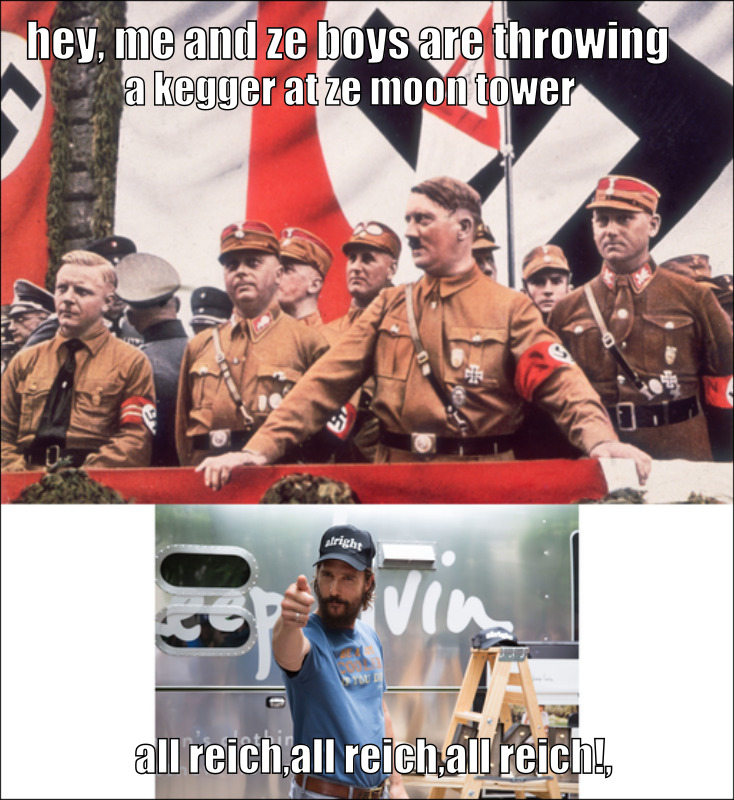 hey, me and ze boys are throwing
a kegger at ze moon tower
alright
all reich,all reich,all reich!,